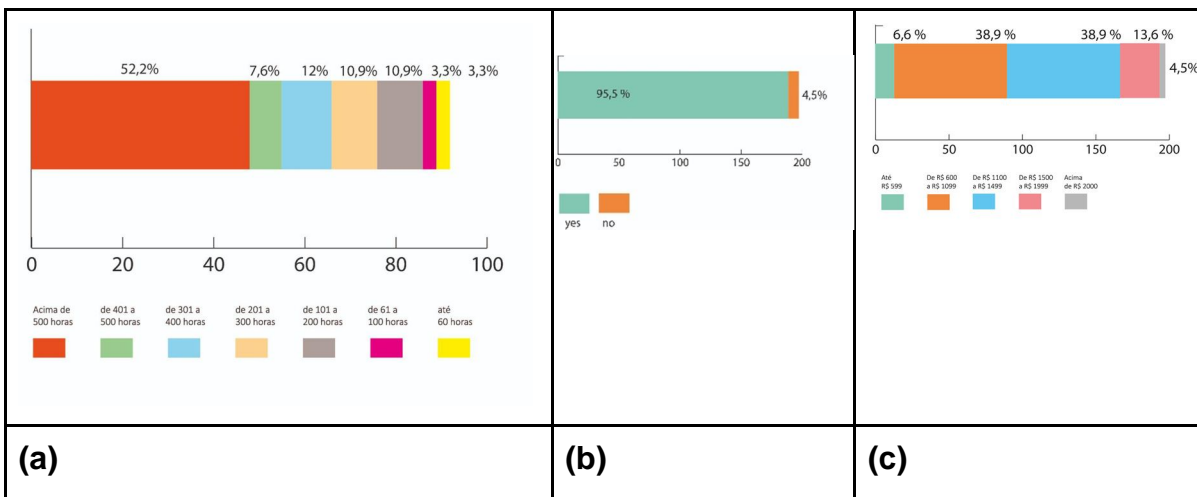 52,2% 7,6% 12% 10,9% 10,9% 3,3% 3,3%
0 20 40 60 80 100
Acima de 500 horas
de 401 a 500 horas
de 301 a 400 horas
de 201 a 300 horas
de 101 a 200 horas
de 61 a 100 horas
até 60 horas
(a)
95,5 % 4,5%
0 50 100 150 200
yes no
(b)
6,6 % 38,9 % 38,9 % 13,6 %
4,5%
0 50 100 150 200
Até R$ 599
De R$ 600 a R$ 1099
De R$ 1100 a R$ 1499
De R$ 1500 a R$ 1999
Acima de R$ 2000
(c)